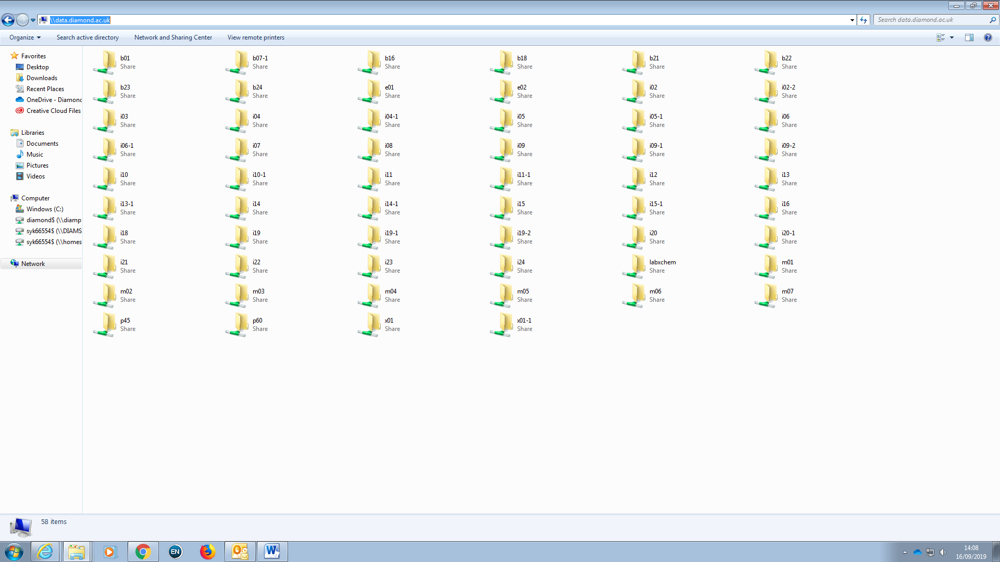 \\data.diamond.ac.uk
Search data.diamond.ac.uk
Organize Search active directory Network and Sharing Center View remote printers
Favorites
Desktop
Downloads
Recent Places
OneDrive - Diamond
Creative Cloud Files
Libraries
Documents
Music
Pictures
Videos
Computer
Windows (C:)
diamond$ (\\diamp
syk66554$ (\\DIAMS
syk66554$ (\\homes
Network
b01 b07-1 b16 b18 b21 b22
Share Share Share Share Share Share
b23 b24 e01 e02 i02 i02-2
Share Share Share Share Share Share
i03 i04 i04-1 i05 i05-1 i06
Share Share Share Share Share Share
i06-1 i07 i08 i09 i09-1 i09-2
Share Share Share Share Share Share
i10 i10-1 i11 i11-1 i12 i13
Share Share Share Share Share Share
i13-1 i14 i14-1 i15 i15-1 i16
Share Share Share Share Share Share
i18 i19 i19-1 i19-2 i20 i20-1
Share Share Share Share Share Share
i21 i22 i23 i24 labxchem m01
Share Share Share Share Share Share
m02 m03 m04 m05 m06 m07
Share Share Share Share Share Share
p45 p60 x01 x01-1
Share Share Share Share
58 items
EN
W
14:08
16/09/2019